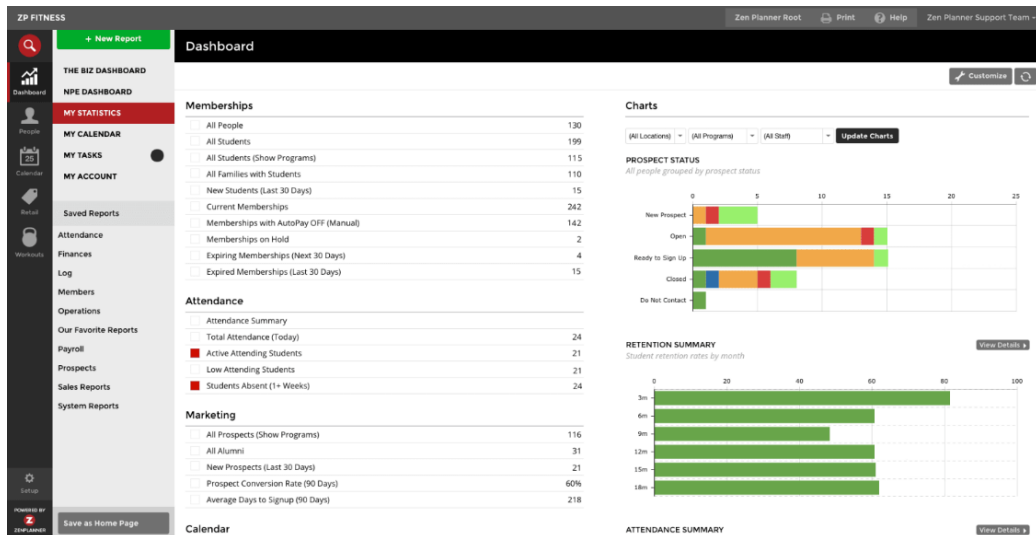 ZP FITNESS
Zen Planner Root
Print
Help
Zen Planner Support Team
Dashboard
People
Calendar
25
Retail
Workouts
Setup
POWERED BY
ZENPLANNER
+ New Report
THE BIZ DASHBOARD
NPE DASHBOARD
MY STATISTICS
MY CALENDAR
MY TASKS
MY ACCOUNT
Saved Reports
Attendance
Finances
Log
Members
Operations
Our Favorite Reports
Payroll
Prospects
Sales Reports
System Reports
Save as Home Page
Dashboard
Customize
Memberships
All People 130
All Students 199
All Students (Show Programs) 115
All Families with Students 110
New Students (Last 30 Days) 15
Current Memberships 242
Memberships with AutoPay OFF (Manual) 142
Memberships on Hold 2
Expiring Memberships (Next 30 Days) 4
Expired Memberships (Last 30 Days) 15
Attendance
Attendance Summary
Total Attendance (Today) 24
Active Attending Students 21
Low Attending Students 21
Students Absent (1+ Weeks) 24
Marketing
All Prospects (Show Programs) 116
All Alumni 31
New Prospects (Last 30 Days) 21
Prospect Conversion Rate (90 Days) 60%
Average Days to Signup (90 Days) 218
Calendar
Charts
(All Locations) (All Programs) (All Staff) Update Charts
PROSPECT STATUS
All people grouped by prospect status
0 5 10 15 20 25
New Prospect
Open
Ready to Sign Up
Closed
Do Not Contact
RETENTION SUMMARY View Details
Student retention rates by month
0 20 40 60 80 100
3m
6m
9m
12m
15m
18m
ATTENDANCE SUMMARY View Details